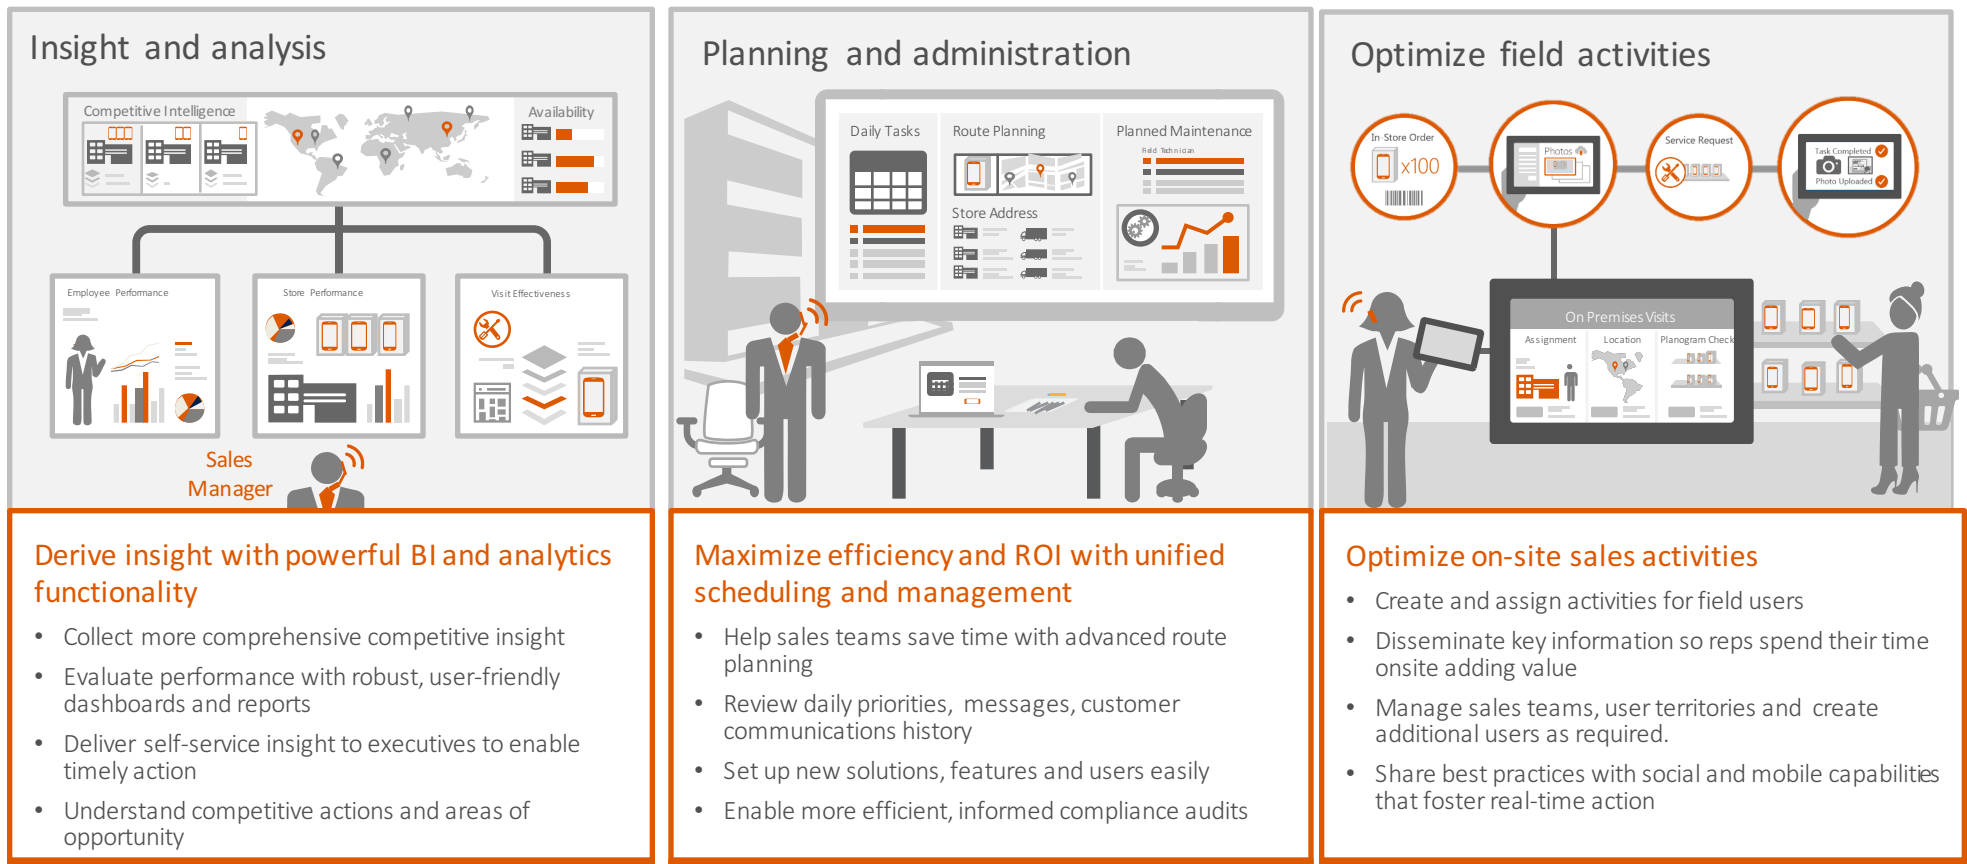 Insight and analysis
Competitive Intelligence
Availability
Employee Performance
Store Performance
Visit Effectiveness
Sales
Manager
Derive insight with powerful BI and analytics
functionality
• Collect more comprehensive competitive insight
• Evaluate performance with robust, user-friendly
dashboards and reports
• Deliver self-service insight to executives to enable
timely action
• Understand competitive actions and areas of
opportunity
Planning and administration
Daily Tasks
Route Planning
Planned Maintenance
Field Technician
Store Address
Maximize efficiency and ROI with unified
scheduling and management
• Help sales teams save time with advanced route
planning
• Review daily priorities, messages, customer
communications history
• Set up new solutions, features and users easily
• Enable more efficient, informed compliance audits
Optimize field activities
In-Store Order
x100
Photos
Service Request
Task Completed
Photo Uploaded
On Premises Visits
Assignment
Location
Planogram Check
Optimize on-site sales activities
• Create and assign activities for field users
• Disseminate key information so reps spend their time
onsite adding value
• Manage sales teams, user territories and create
additional users as required.
• Share best practices with social and mobile capabilities
that foster real-time action